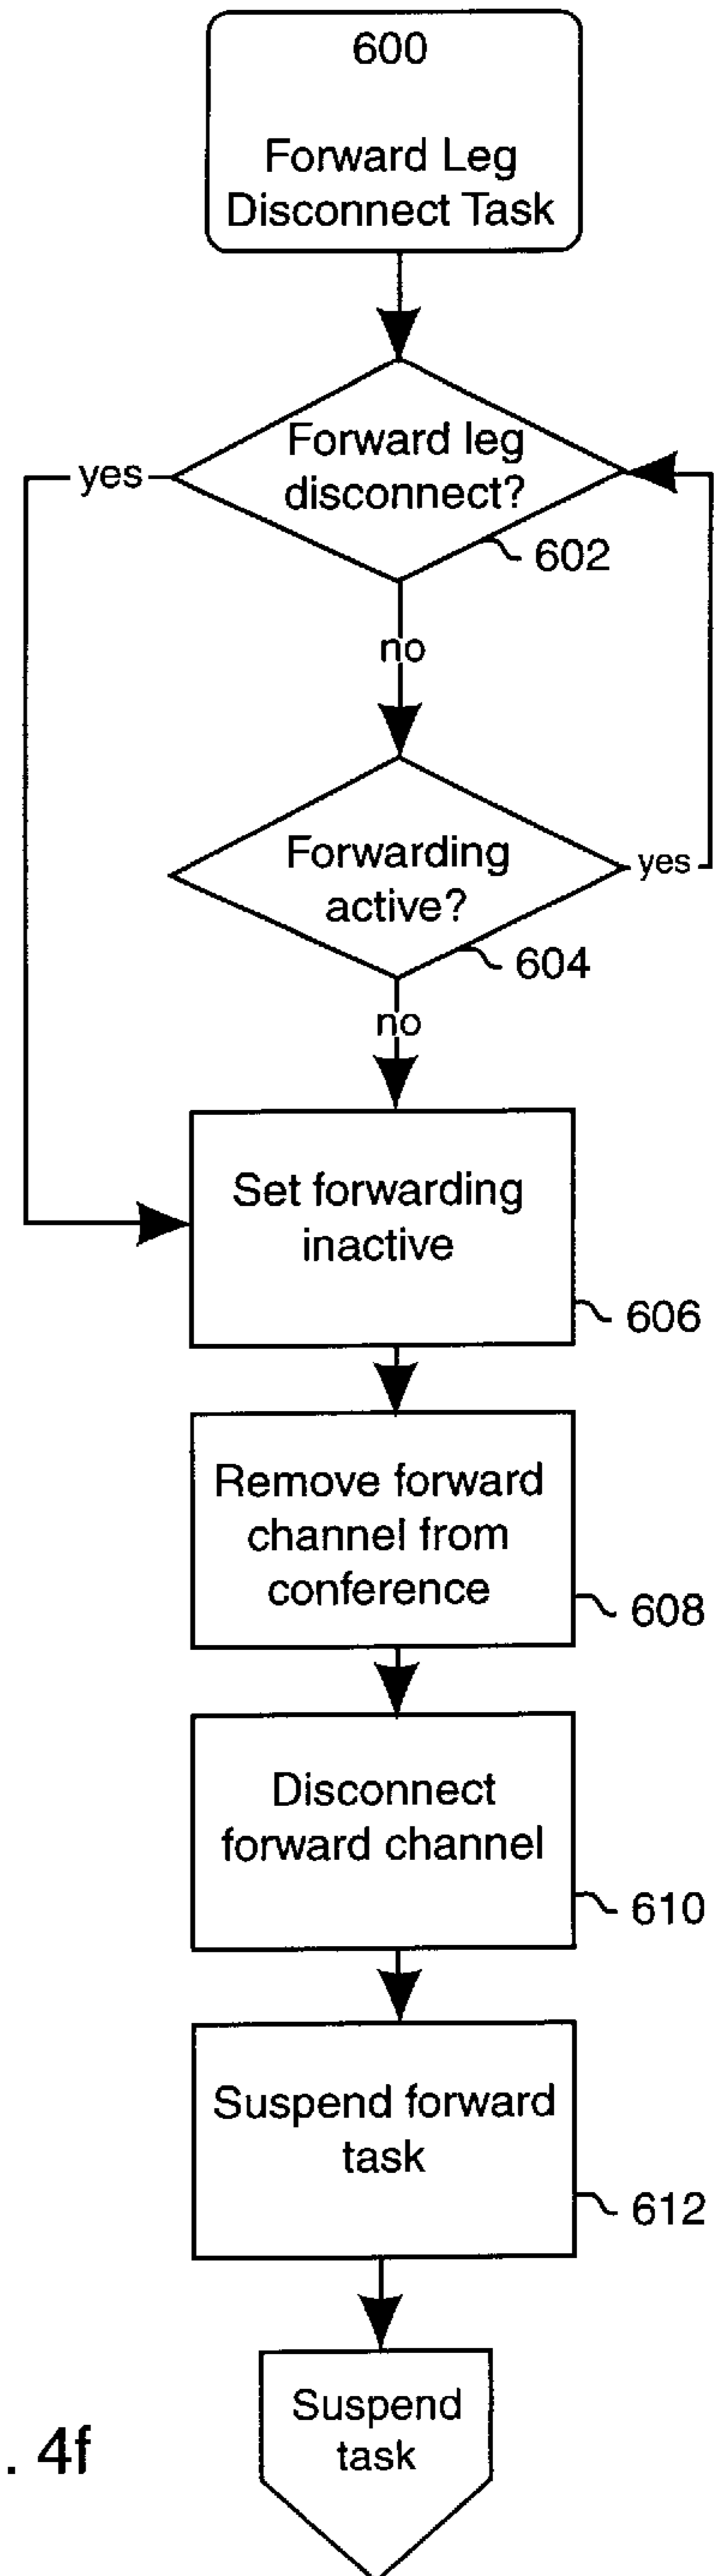 600
Forward Leg
Disconnect Task
Forward leg
disconnect?
yes
602
no
Forwarding
active?
yes
604
no
Set forwarding
inactive
606
Remove forward
channel from
conference
608
Disconnect
forward channel
610
Suspend forward
task
612
Suspend
task
. 4f